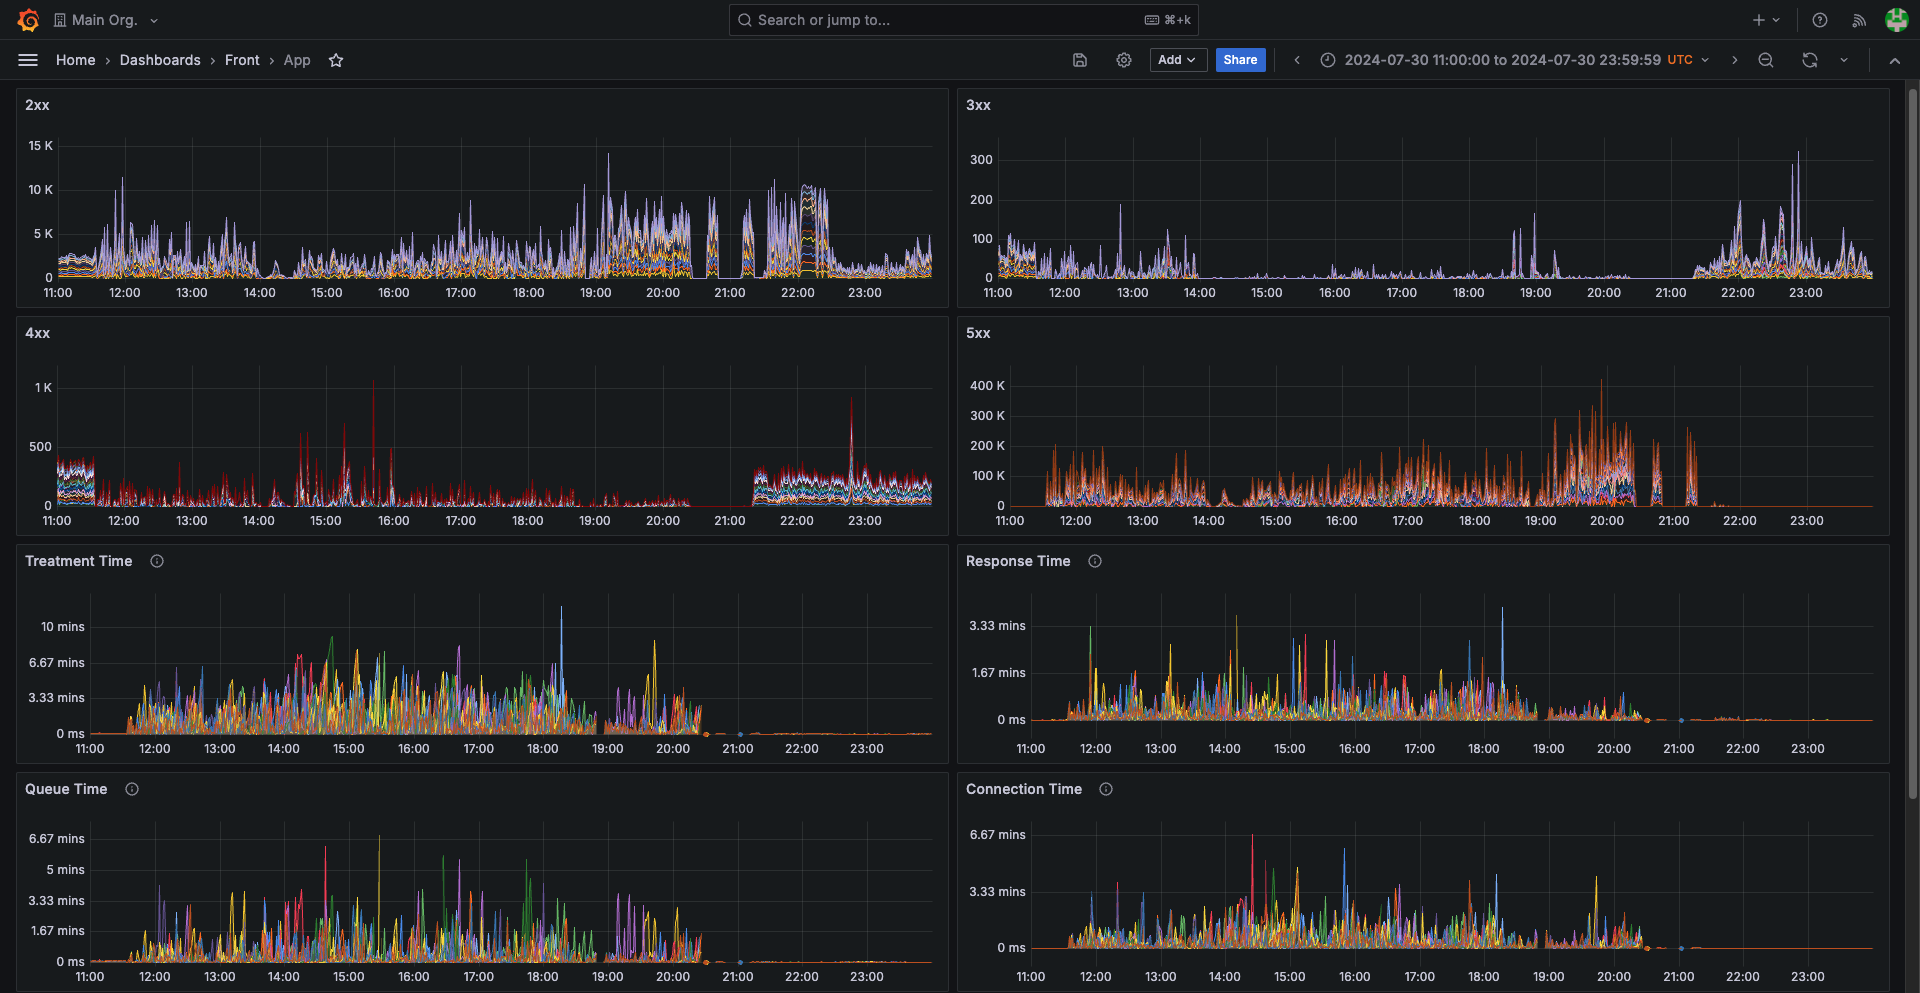 Main Org.
Search or jump to...
⌘+k
Home › Dashboards › Front › App
Add
Share
2024-07-30 11:00:00 to 2024-07-30 23:59:59 UTC
2xx
15 K
10 K
5 K
0
11:00 12:00 13:00 14:00 15:00 16:00 17:00 18:00 19:00 20:00 21:00 22:00 23:00
3xx
300
200
100
0
11:00 12:00 13:00 14:00 15:00 16:00 17:00 18:00 19:00 20:00 21:00 22:00 23:00
4xx
1 K
500
0
11:00 12:00 13:00 14:00 15:00 16:00 17:00 18:00 19:00 20:00 21:00 22:00 23:00
5xx
400 K
300 K
200 K
100 K
0
11:00 12:00 13:00 14:00 15:00 16:00 17:00 18:00 19:00 20:00 21:00 22:00 23:00
Treatment Time
10 mins
6.67 mins
3.33 mins
0 ms
11:00 12:00 13:00 14:00 15:00 16:00 17:00 18:00 19:00 20:00 21:00 22:00 23:00
Response Time
3.33 mins
1.67 mins
0 ms
11:00 12:00 13:00 14:00 15:00 16:00 17:00 18:00 19:00 20:00 21:00 22:00 23:00
Queue Time
6.67 mins
5 mins
3.33 mins
1.67 mins
0 ms
11:00 12:00 13:00 14:00 15:00 16:00 17:00 18:00 19:00 20:00 21:00 22:00 23:00
Connection Time
6.67 mins
3.33 mins
0 ms
11:00 12:00 13:00 14:00 15:00 16:00 17:00 18:00 19:00 20:00 21:00 22:00 23:00